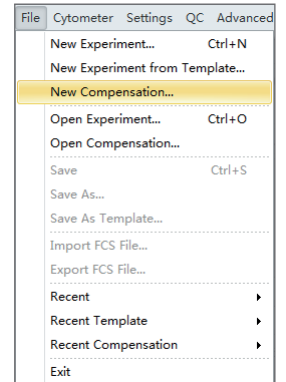 File Cytometer Settings QC Advanced
New Experiment... Ctrl+N
New Experiment from Template...
New Compensation...
Open Experiment... Ctrl+O
Open Compensation...
Save Ctrl+S
Save As...
Save As Template...
Import FCS File...
Export FCS File...
Recent
Recent Template
Recent Compensation
Exit